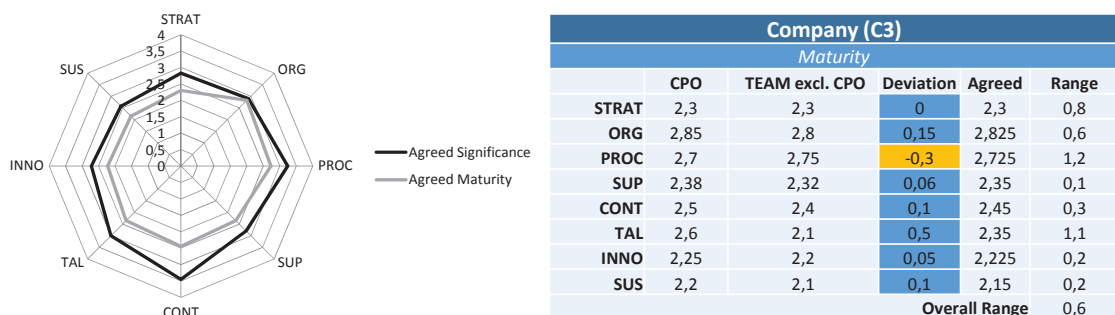 STRAT
4
3,5
3
2,5
2
1,5
1
0,5
0
SUS
ORG
INNO
PROC
TAL
SUP
CONT
Agreed Significance
Agreed Maturity
Company (C3)
Maturity
CPO TEAM excl. CPO Deviation Agreed Range
STRAT 2,3 2,3 0 2,3 0,8
ORG 2,85 2,8 0,15 2,825 0,6
PROC 2,7 2,75 -0,3 2,725 1,2
SUP 2,38 2,32 0,06 2,35 0,1
CONT 2,5 2,4 0,1 2,45 0,3
TAL 2,6 2,1 0,5 2,35 1,1
INNO 2,25 2,2 0,05 2,225 0,2
SUS 2,2 2,1 0,1 2,15 0,2
Overall Range 0,6